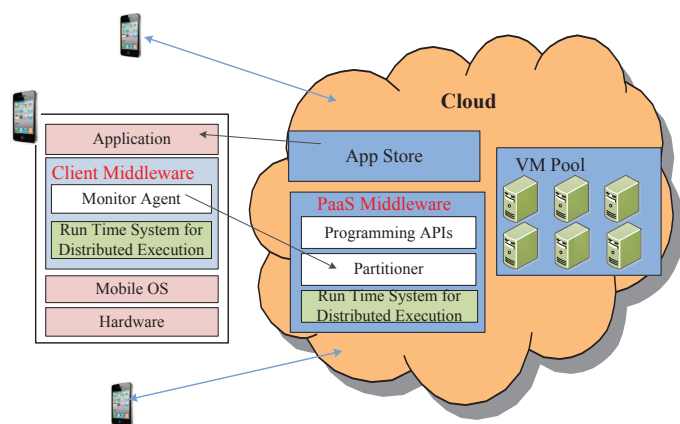 Cloud
Application
Client Middleware
Monitor Agent
Run Time System for
Distributed Execution
Mobile OS
Hardware
App Store
PaaS Middleware
Programming APIs
Partitioner
Run Time System for
Distributed Execution
VM Pool